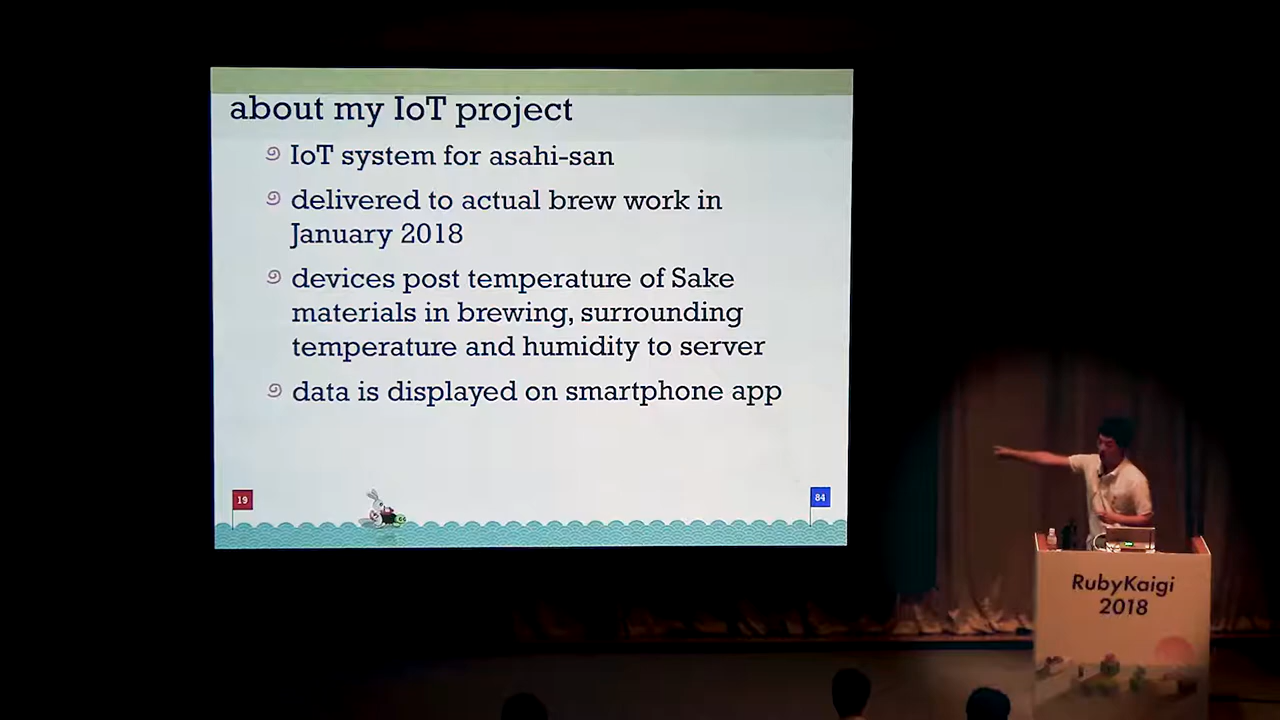 about my IoT project
IoT system for asahi-san
delivered to actual brew work in
January 2018
devices post temperature of Sake
materials in brewing, surrounding
temperature and humidity to server
data is displayed on smartphone app
19
84
RubyKaigi
2018